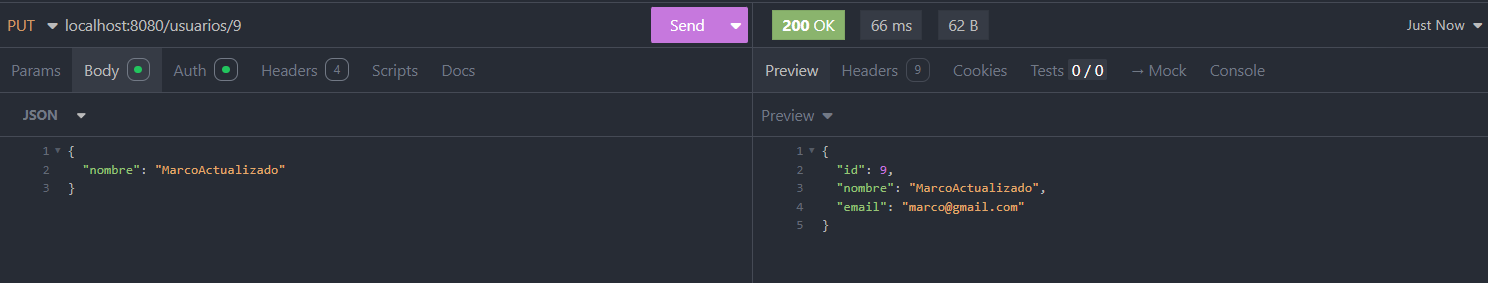 PUT localhost:8080/usuarios/9 Send 200 OK 66 ms 62 B Just Now
Params Body Auth Headers 4 Scripts Docs
Preview Headers 9 Cookies Tests 0 / 0 → Mock Console
JSON
Preview
1 {
2 "nombre": "MarcoActualizado"
3 }
1 {
2 "id": 9,
3 "nombre": "MarcoActualizado",
4 "email": "marco@gmail.com"
5 }